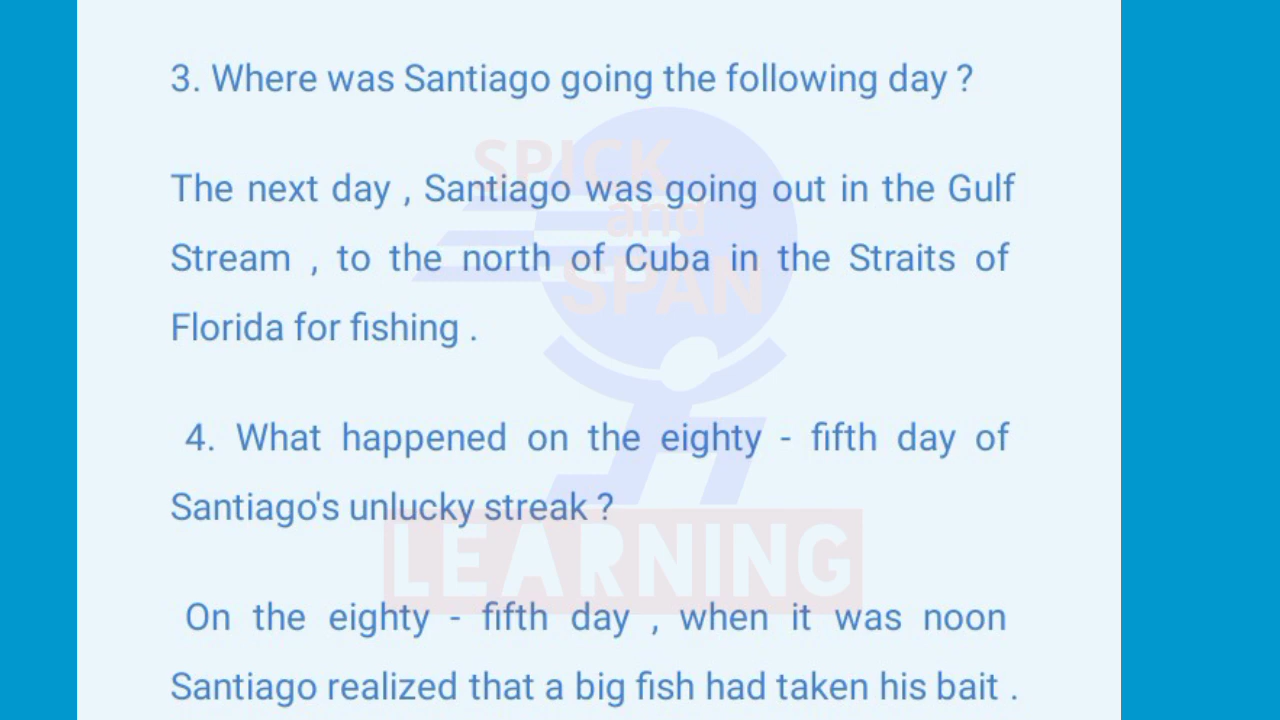 3. Where was Santiago going the following day ?
The next day , Santiago was going out in the Gulf
Stream , to the north of Cuba in the Straits of
Florida for fishing .
4. What happened on the eighty - fifth day of
Santiago's unlucky streak ?
On the eighty - fifth day , when it was noon
Santiago realized that a big fish had taken his bait .
SPICK
and
SPAN
LEARNING